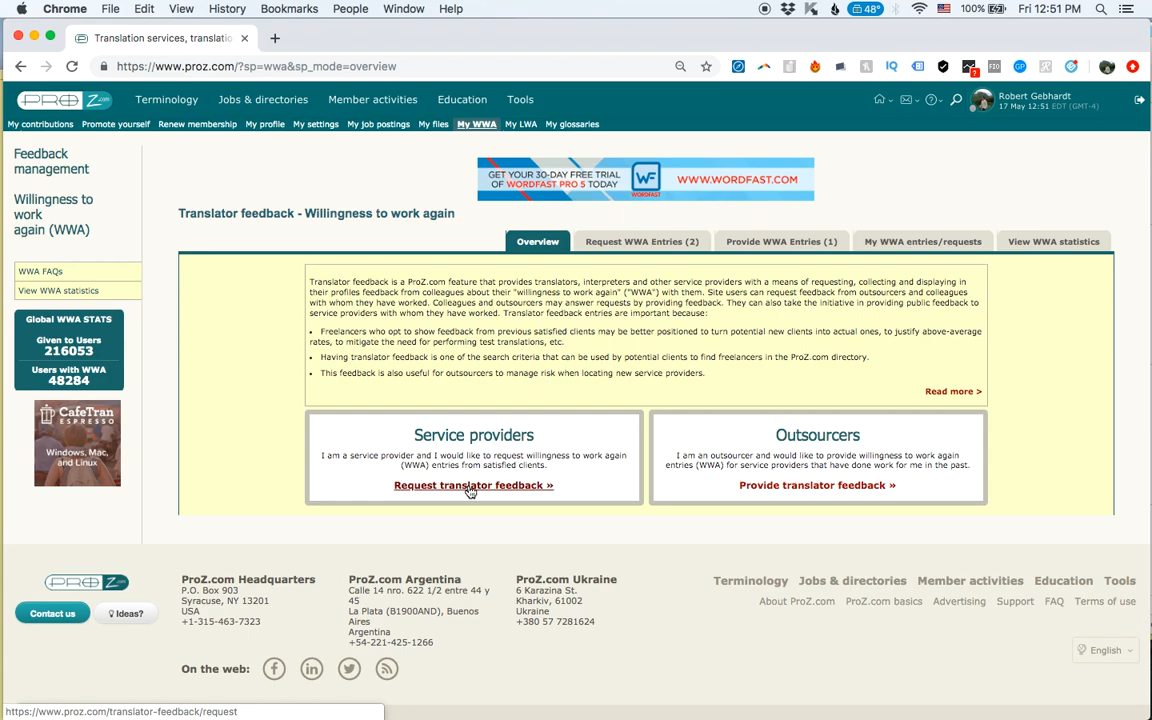 Chrome File Edit View History Bookmarks People Window Help
48° 100% Fri 12:51 PM
Translation services, translatio
https://www.proz.com/?sp=wwa&sp_mode=overview
IQ FIO GP ?
PROZ.com Terminology Jobs & directories Member activities Education Tools
Robert Gebhardt
17 May 12:51 EDT (GMT-4)
My contributions Promote yourself Renew membership My profile My settings My job postings My files My WWA My LWA My glossaries
Feedback
management
Willingness to
work
again (WWA)
WWA FAQs
View WWA statistics
Global WWA STATS
Given to Users
216053
Users with WWA
48284
CafeTran
ESPRESSO
Windows, Mac,
and Linux
GET YOUR 30-DAY FREE TRIAL
OF WORDFAST PRO 5 TODAY
WF
WORDFAST
WWW.WORDFAST.COM
Translator feedback - Willingness to work again
Overview Request WWA Entries (2) Provide WWA Entries (1) My WWA entries/requests View WWA statistics
Translator feedback is a ProZ.com feature that provides translators, interpreters and other service providers with a means of requesting, collecting and displaying in
their profiles feedback from colleagues about their "willingness to work again" ("WWA") with them. Site users can request feedback from outsourcers and colleagues
with whom they have worked. Colleagues and outsourcers may answer requests by providing feedback. They can also take the initiative in providing public feedback to
service providers with whom they have worked. Translator feedback entries are important because:
• Freelancers who opt to show feedback from previous satisfied clients may be better positioned to turn potential new clients into actual ones, to justify above-average
rates, to mitigate the need for performing test translations, etc.
• Having translator feedback is one of the search criteria that can be used by potential clients to find freelancers in the ProZ.com directory.
• This feedback is also useful for outsourcers to manage risk when locating new service providers.
Read more >
Service providers
I am a service provider and I would like to request willingness to work again
(WWA) entries from satisfied clients.
Request translator feedback »
Outsourcers
I am an outsourcer and would like to provide willingness to work again
entries (WWA) for service providers that have done work for me in the past.
Provide translator feedback »
PROZ.com
Contact us Ideas?
ProZ.com Headquarters
P.O. Box 903
Syracuse, NY 13201
USA
+1-315-463-7323
ProZ.com Argentina
Calle 14 nro. 622 1/2 entre 44 y
45
La Plata (B1900AND), Buenos
Aires
Argentina
+54-221-425-1266
ProZ.com Ukraine
6 Karazina St.
Kharkiv, 61002
Ukraine
+380 57 7281624
Terminology Jobs & directories Member activities Education Tools
About ProZ.com ProZ.com basics Advertising Support FAQ Terms of use
English
On the web:
https://www.proz.com/translator-feedback/request